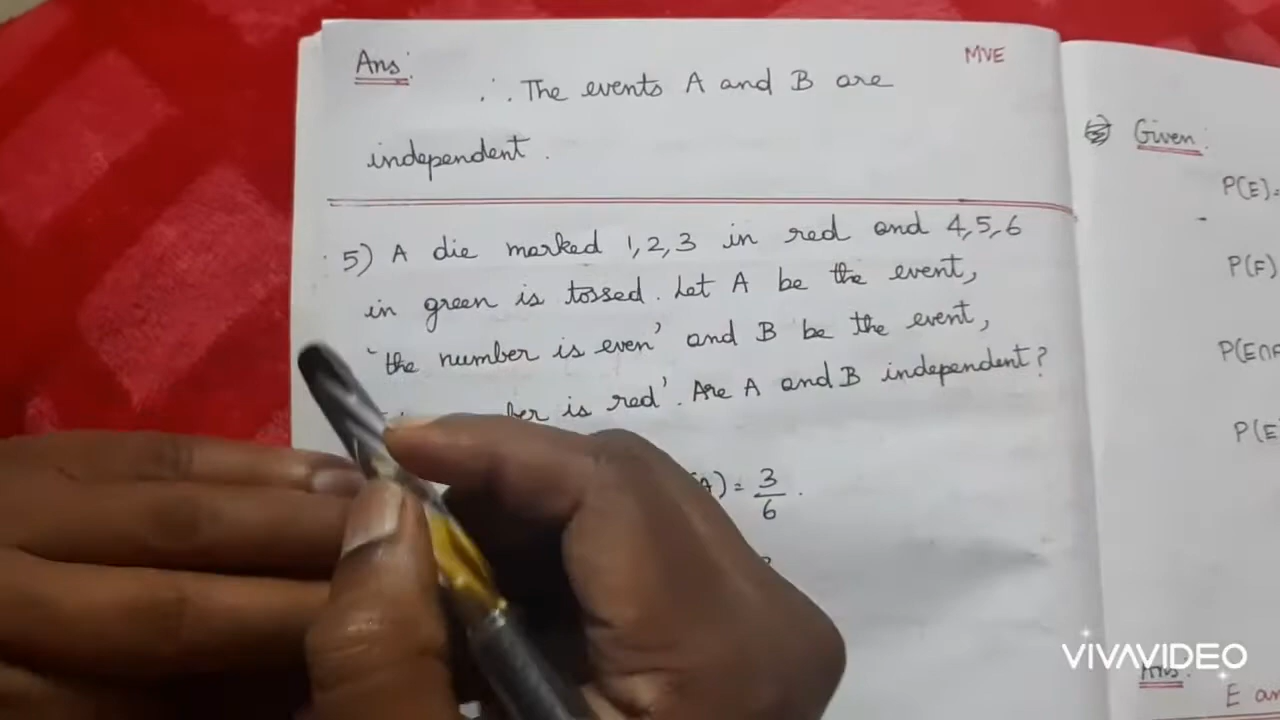 Ans:
MVE
∴ The events A and B are
independent.
5) A die marked 1,2,3 in red and 4,5,6
in green is tossed. Let A be the event,
'the number is even' and B be the event,
is red'. Are A and B independent?
= 3/6.
Given:
P(E)
P(F)
P(E∩F
P(E
Ans:
E an
VIVAVIDEO